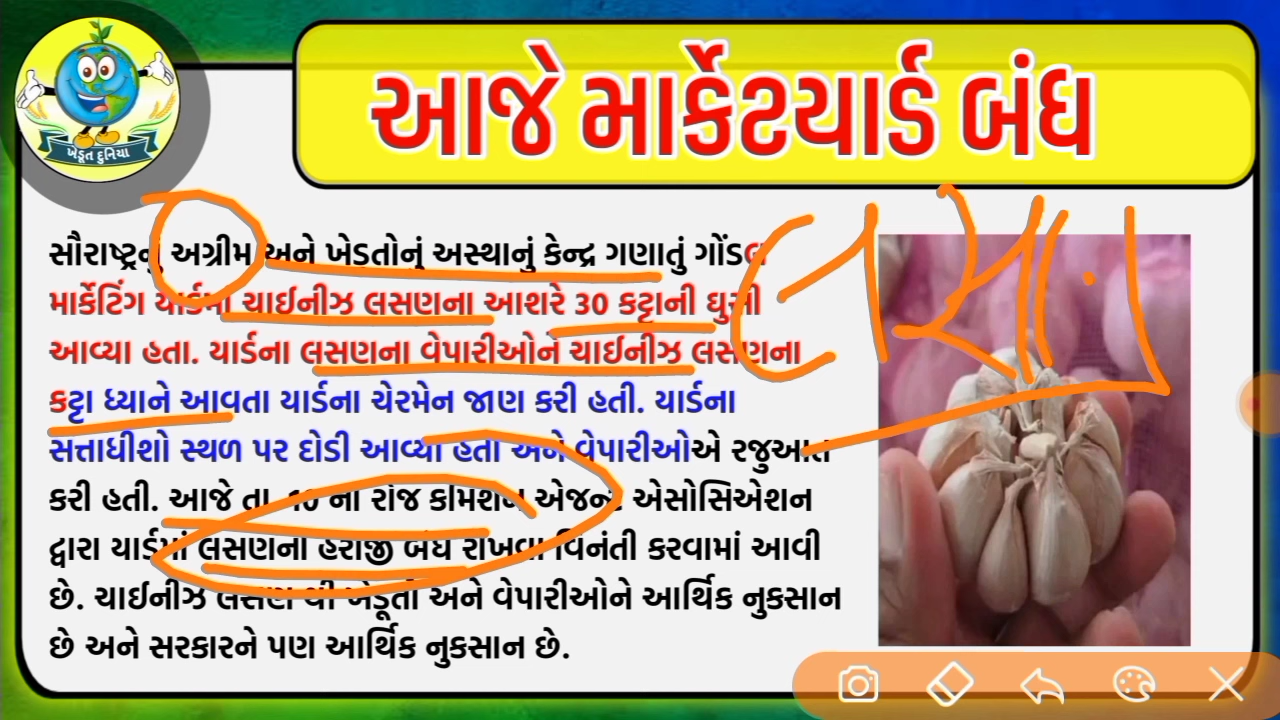 ખેડૂત દુનિયા
આજે માર્કેટયાર્ડ બંધ
સૌરાષ્ટ્રનું અગ્રીમ અને ખેડૂતોનું અસ્થાનું કેન્દ્ર ગણાતું ગોંડલ
માર્કેટિંગ યાર્ડમાં ચાઈનીઝ લસણના આશરે 30 કટ્ટાની ઘુસી
આવ્યા હતા. યાર્ડના લસણના વેપારીઓને ચાઈનીઝ લસણના
કટ્ટા ધ્યાને આવતા યાર્ડના ચેરમેન જાણ કરી હતી. યાર્ડના
સત્તાધીશો સ્થળ પર દોડી આવ્યા હતા અને વેપારીઓએ રજુઆત
કરી હતી. આજે તા. 10 ના રોજ કમિશન એજન્ટ એસોસિએશન
દ્વારા યાર્ડમાં લસણની હરાજી બંધ રાખવા વિનંતી કરવામાં આવી
છે. ચાઈનીઝ લસણ થી ખેડૂતો અને વેપારીઓને આર્થિક નુકસાન
છે અને સરકારને પણ આર્થિક નુકસાન છે.